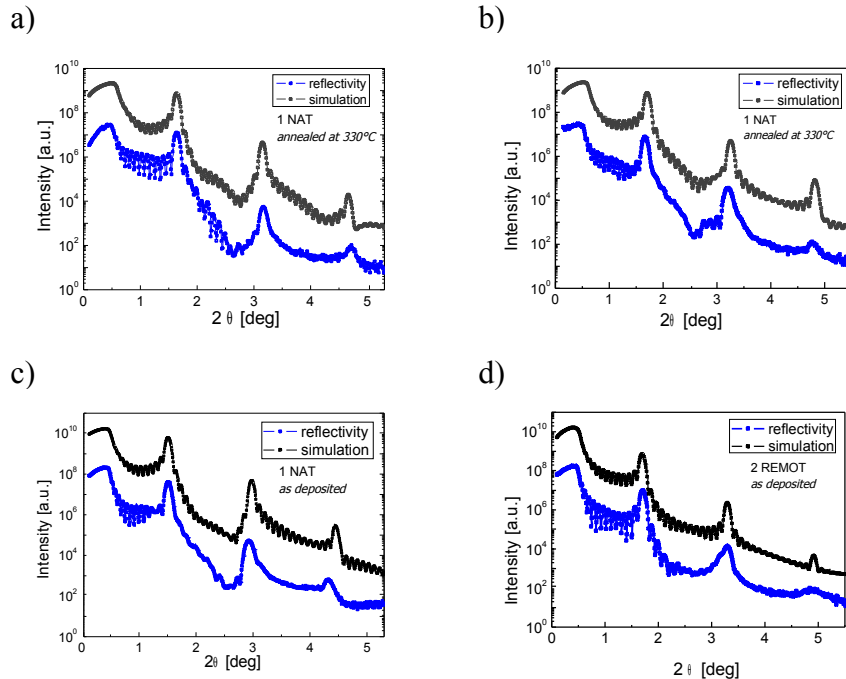 a)
10^10
10^8
10^6
10^4
10^2
10^0
Intensity [a.u.]
reflectivity
simulation
1 NAT
annealed at 330°C
0 1 2 3 4 5
2 θ [deg]
b)
10^10
10^8
10^6
10^4
10^2
10^0
Intensity [a.u.]
reflectivity
simulation
1 NAT
annealed at 330°C
0 1 2 3 4 5
2θ [deg]
c)
10^10
10^8
10^6
10^4
10^2
10^0
Intensity [a.u.]
reflectivity
simulation
1 NAT
as deposited
0 1 2 3 4 5
2θ [deg]
d)
10^10
10^8
10^6
10^4
10^2
10^0
Intensity [a.u.]
reflectivity
simulation
2 REMOT
as deposited
0 1 2 3 4 5
2 θ [deg]